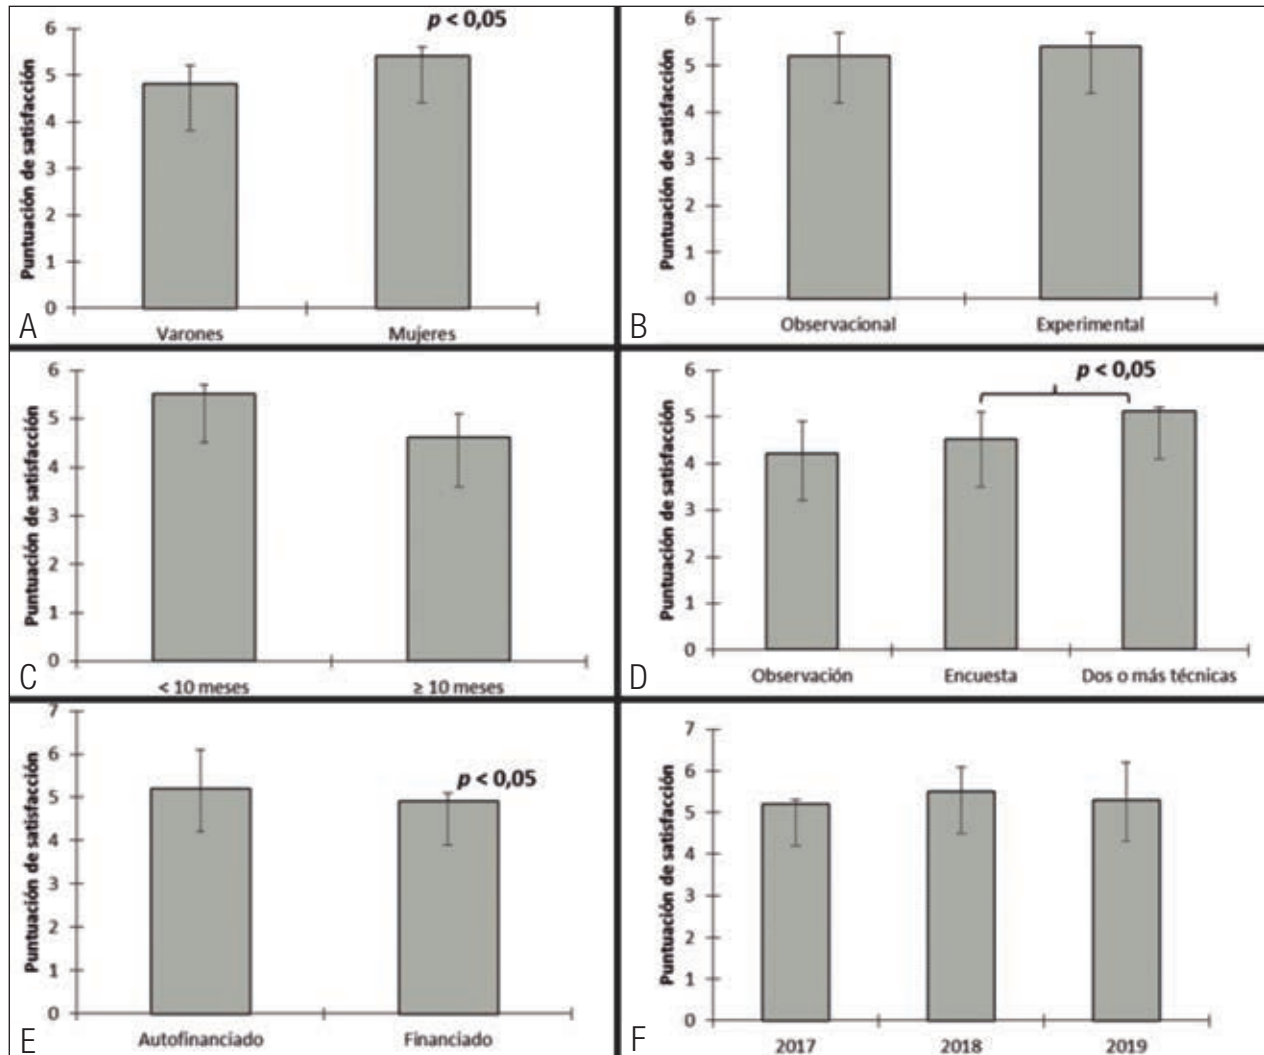 p < 0,05
Puntuación de satisfacción
6
5
4
3
2
1
0
Varones
Mujeres
A
Puntuación de satisfacción
6
5
4
3
2
1
0
Observacional
Experimental
B
Puntuación de satisfacción
6
5
4
3
2
1
0
< 10 meses
≥ 10 meses
C
p < 0,05
Puntuación de satisfacción
6
5
4
3
2
1
0
Observación
Encuesta
Dos o más técnicas
D
Puntuación de satisfacción
7
6
5
4
3
2
1
0
p < 0,05
Autofinanciado
Financiado
E
Puntuación de satisfacción
7
6
5
4
3
2
1
0
2017
2018
2019
F